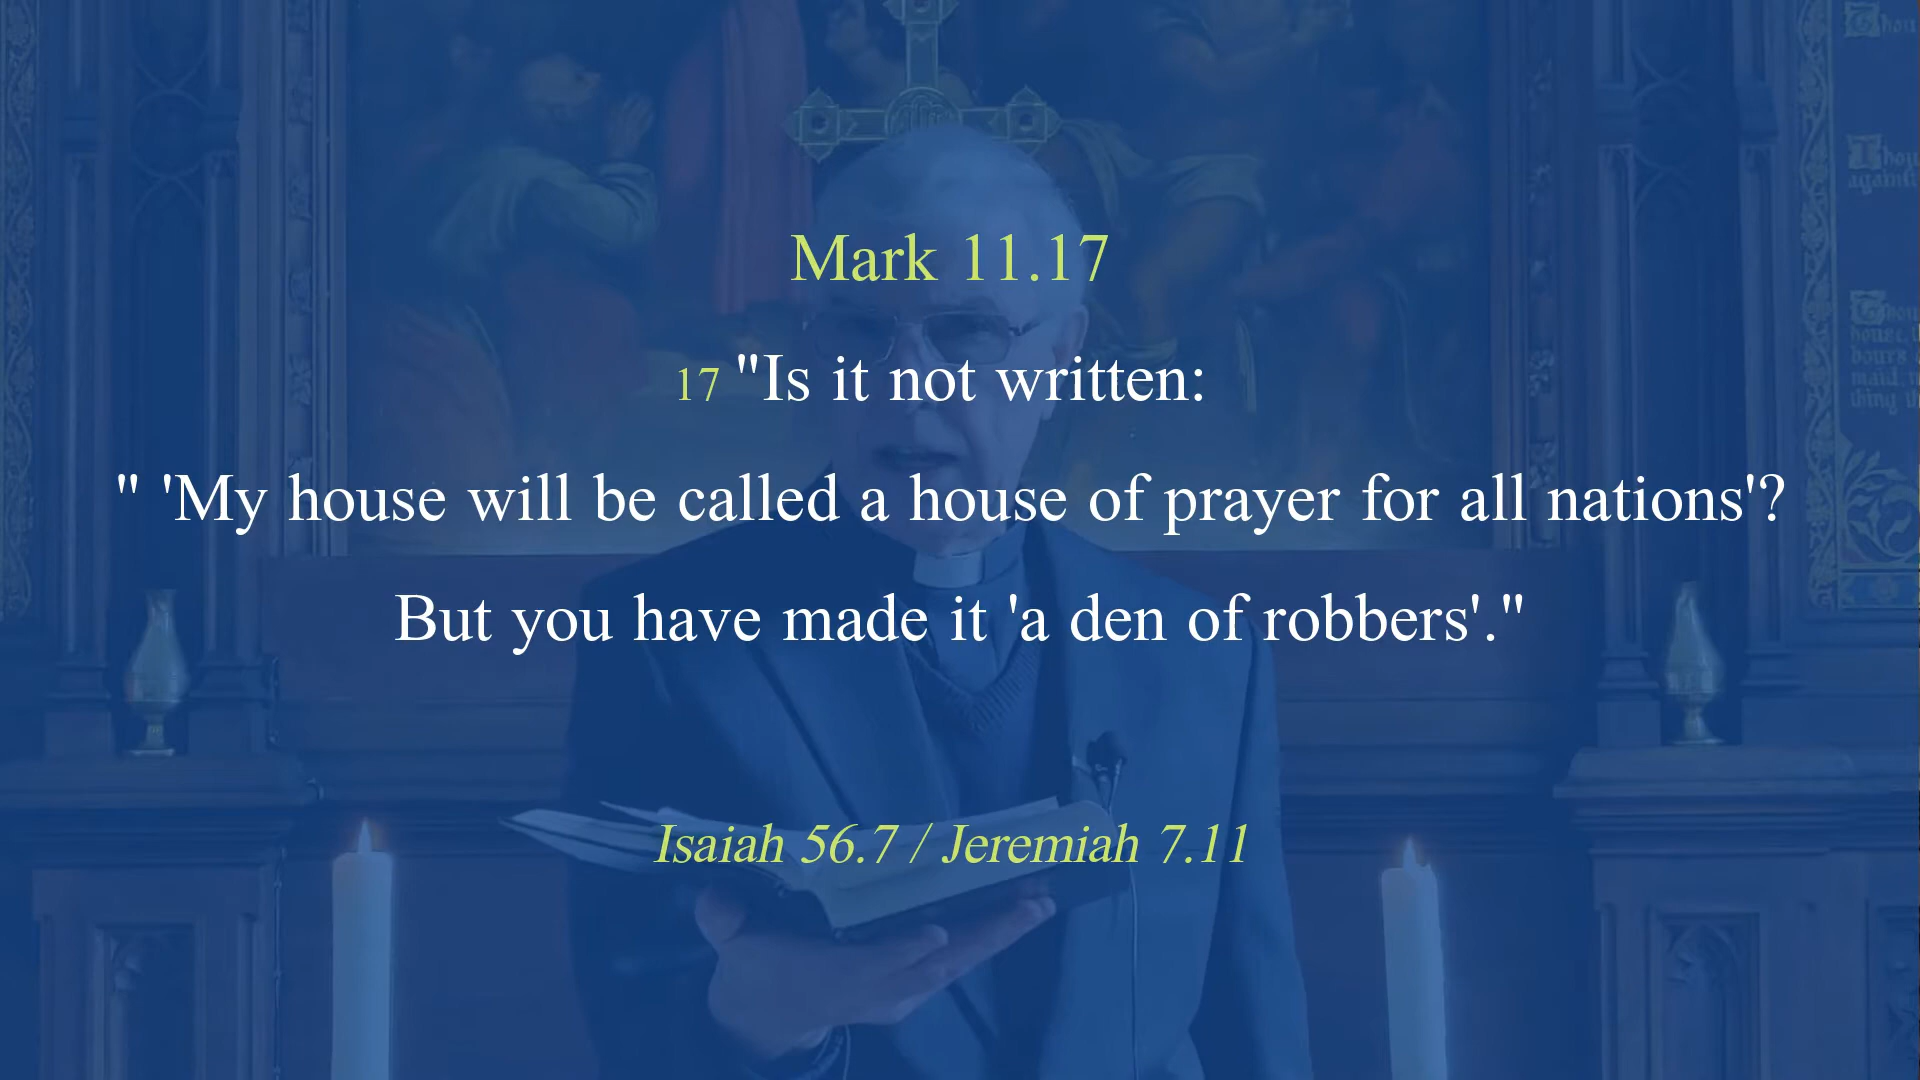 Mark 11.17
17 "Is it not written:
" 'My house will be called a house of prayer for all nations'?
But you have made it 'a den of robbers'."
Isaiah 56.7 / Jeremiah 7.11